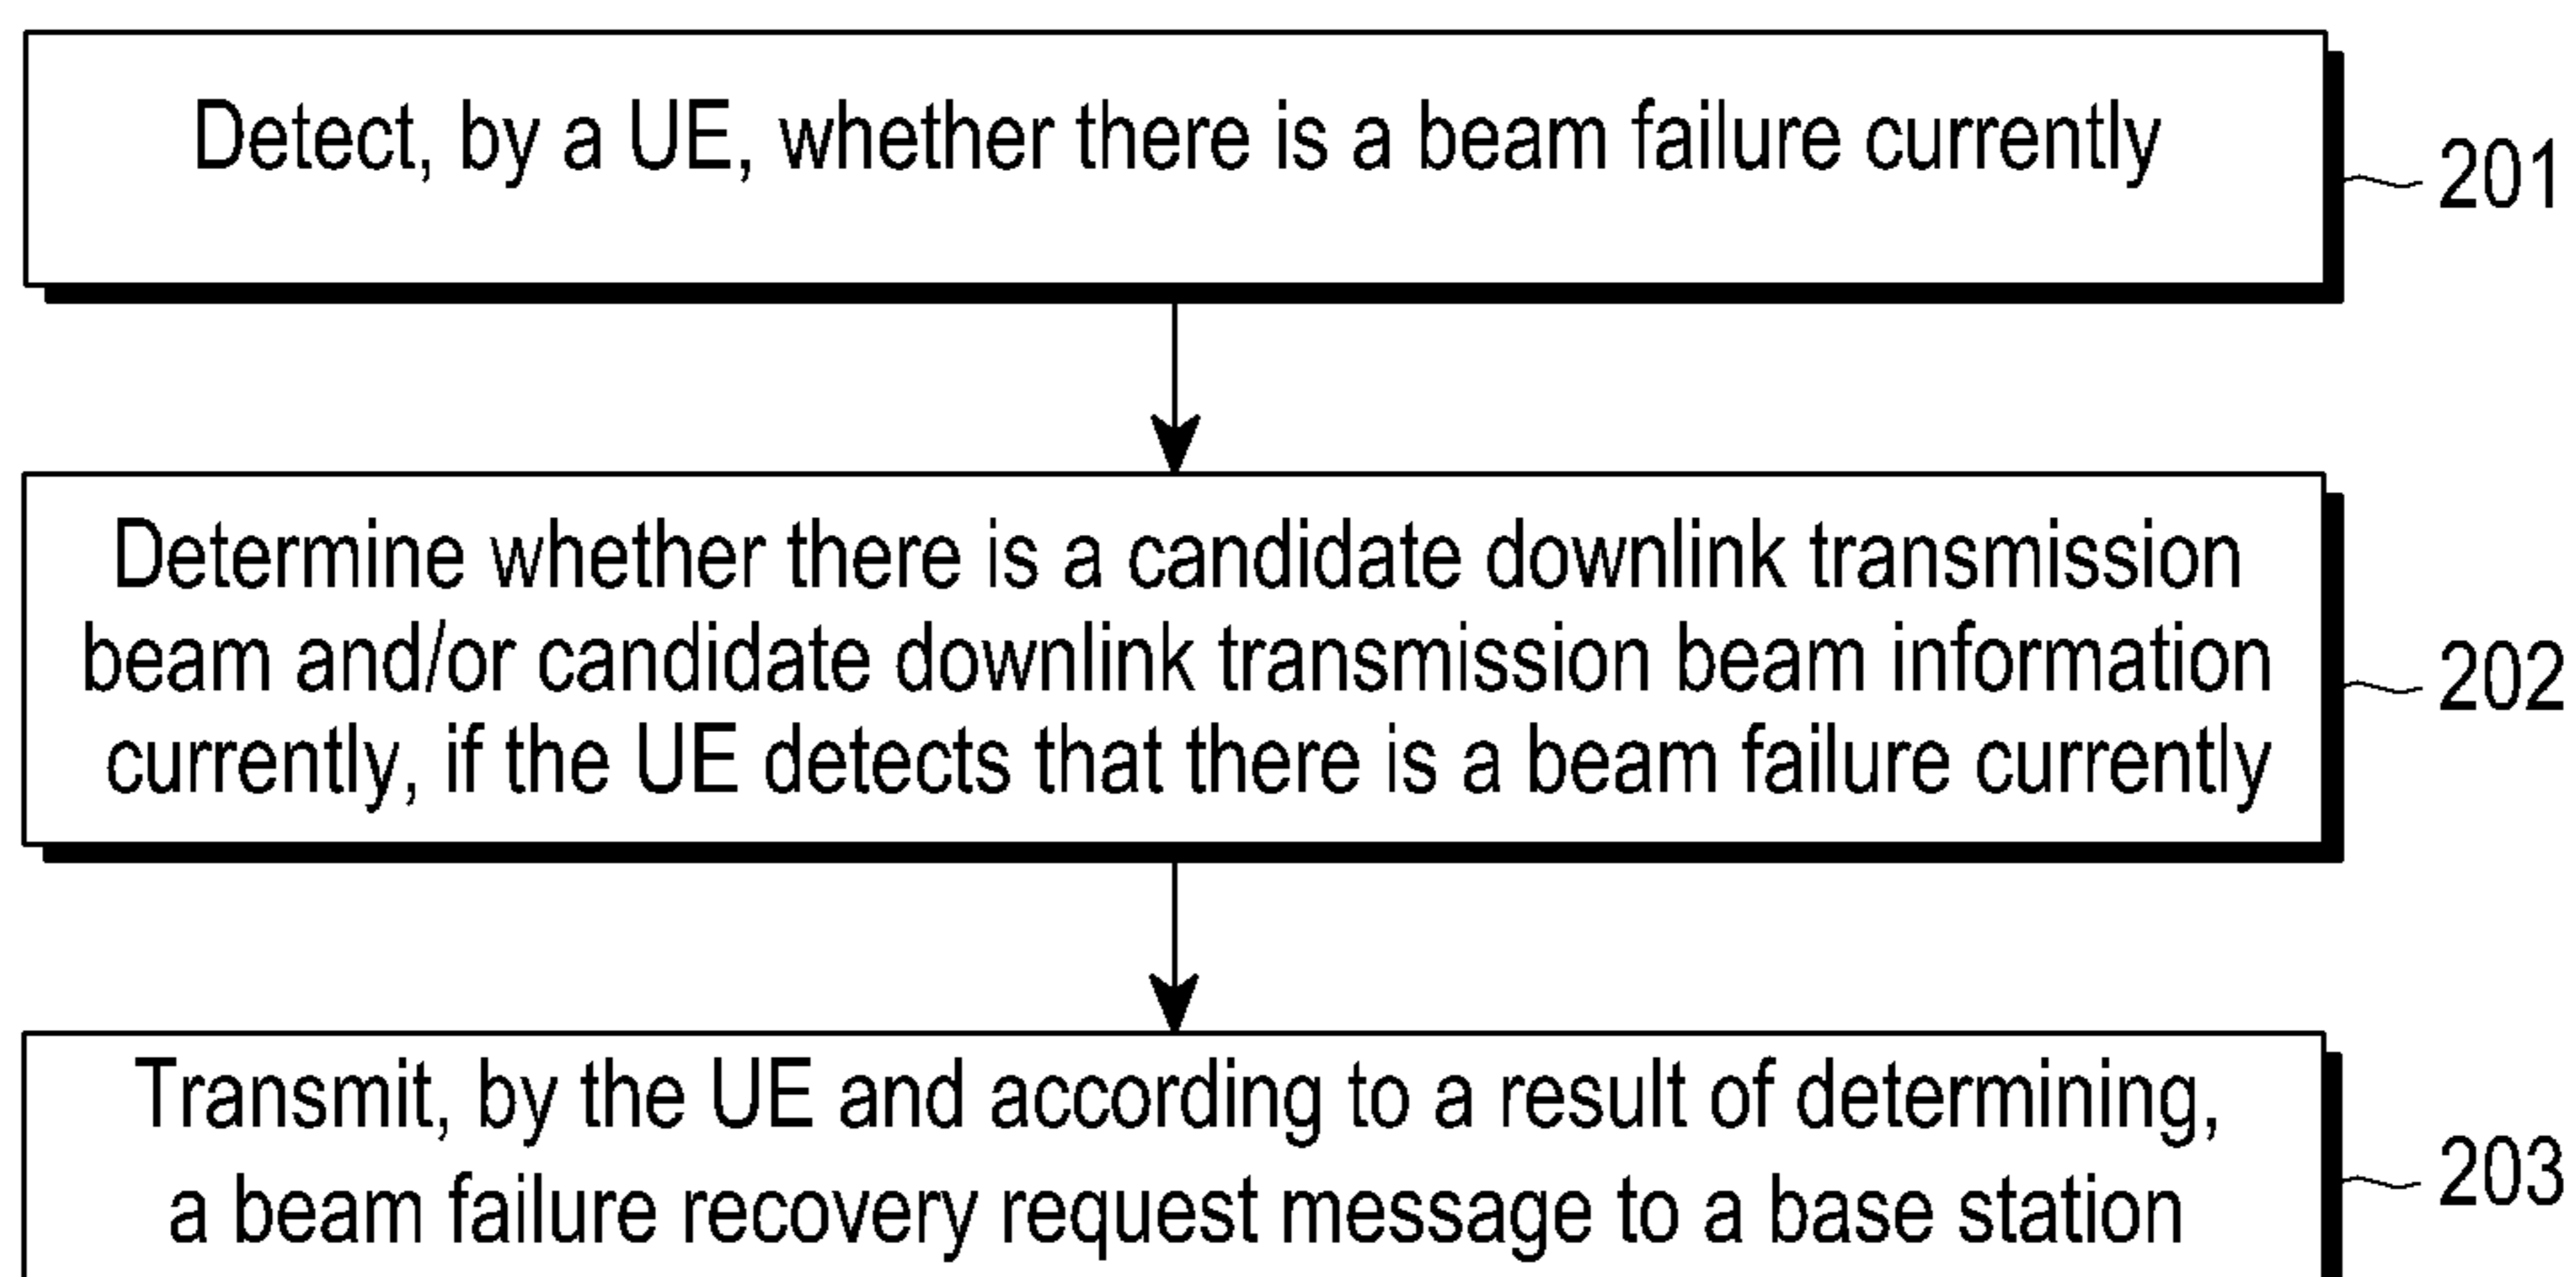 Detect, by a UE, whether there is a beam failure currently
201
Determine whether there is a candidate downlink transmission
beam and/or candidate downlink transmission beam information
currently, if the UE detects that there is a beam failure currently
202
Transmit, by the UE and according to a result of determining,
a beam failure recovery request message to a base station
203